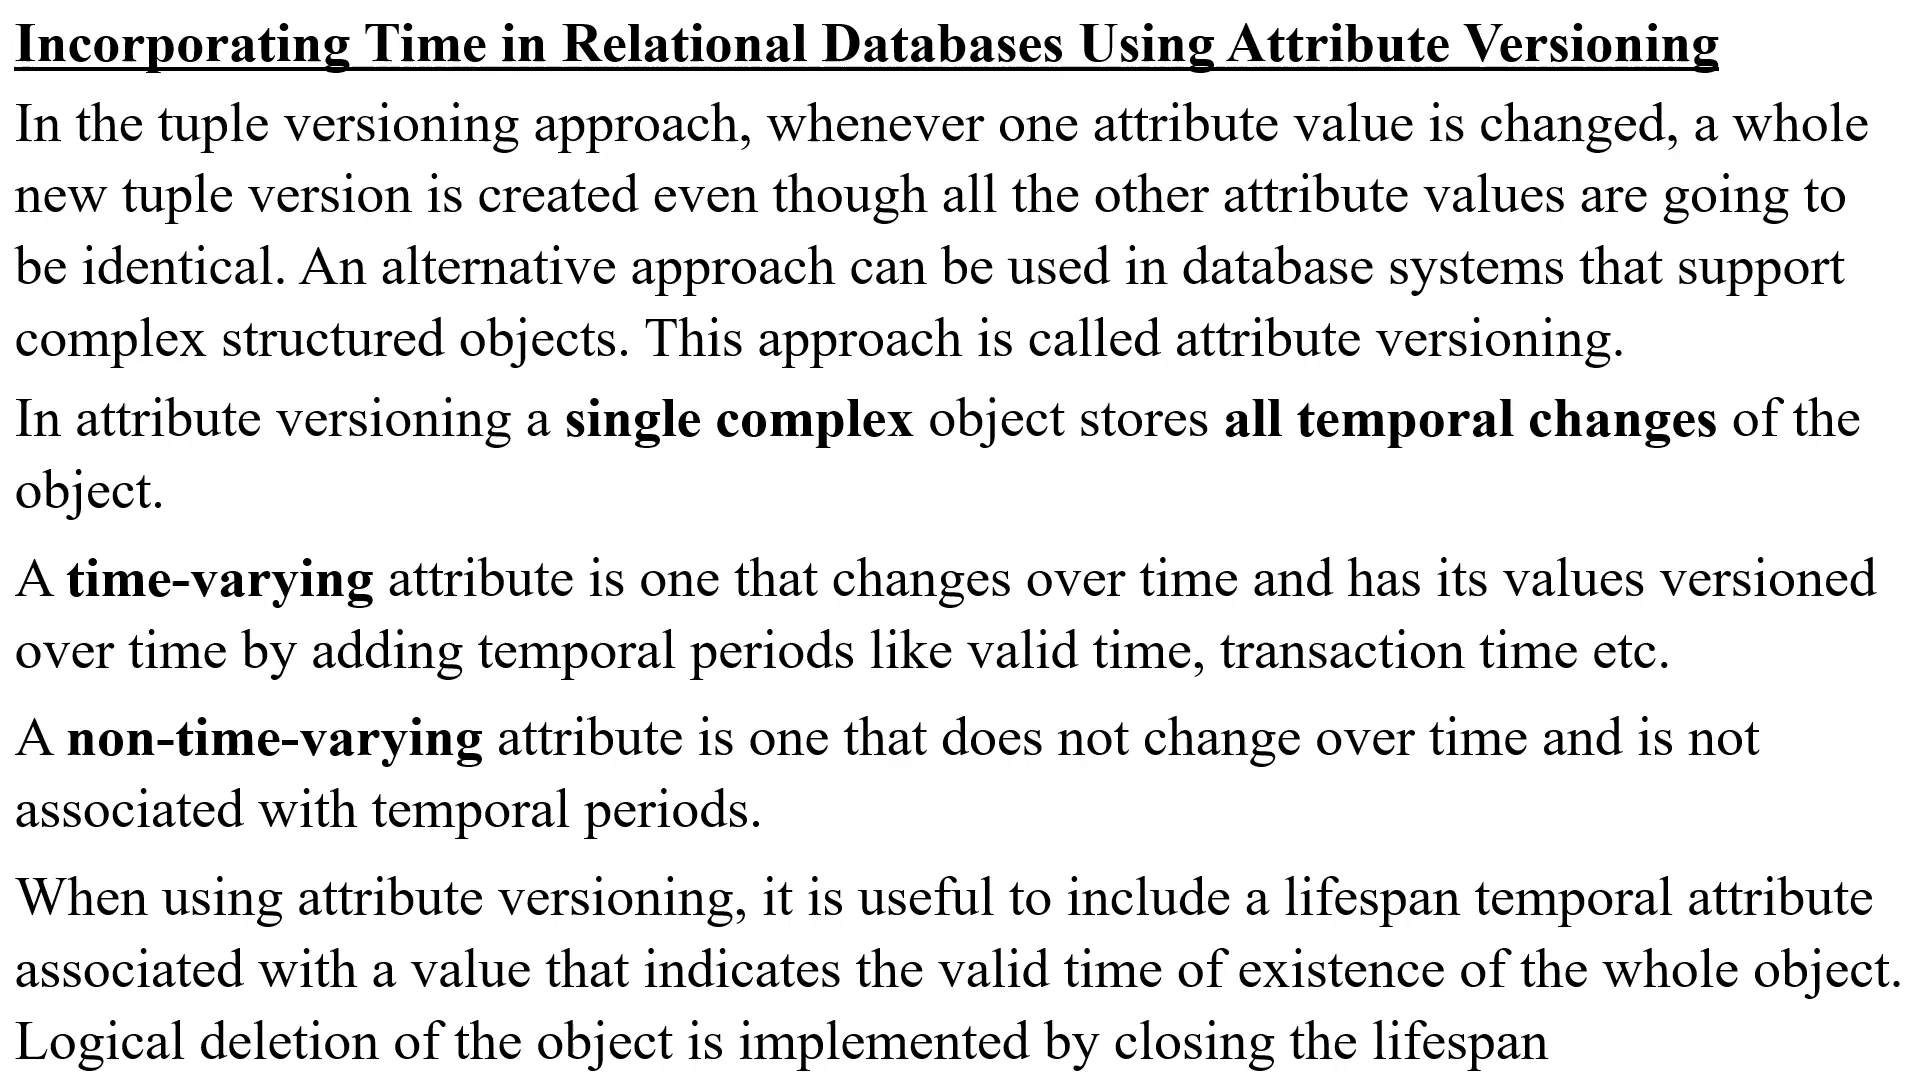 Incorporating Time in Relational Databases Using Attribute Versioning
In the tuple versioning approach, whenever one attribute value is changed, a whole
new tuple version is created even though all the other attribute values are going to
be identical. An alternative approach can be used in database systems that support
complex structured objects. This approach is called attribute versioning.
In attribute versioning a single complex object stores all temporal changes of the
object.
A time-varying attribute is one that changes over time and has its values versioned
over time by adding temporal periods like valid time, transaction time etc.
A non-time-varying attribute is one that does not change over time and is not
associated with temporal periods.
When using attribute versioning, it is useful to include a lifespan temporal attribute
associated with a value that indicates the valid time of existence of the whole object.
Logical deletion of the object is implemented by closing the lifespan